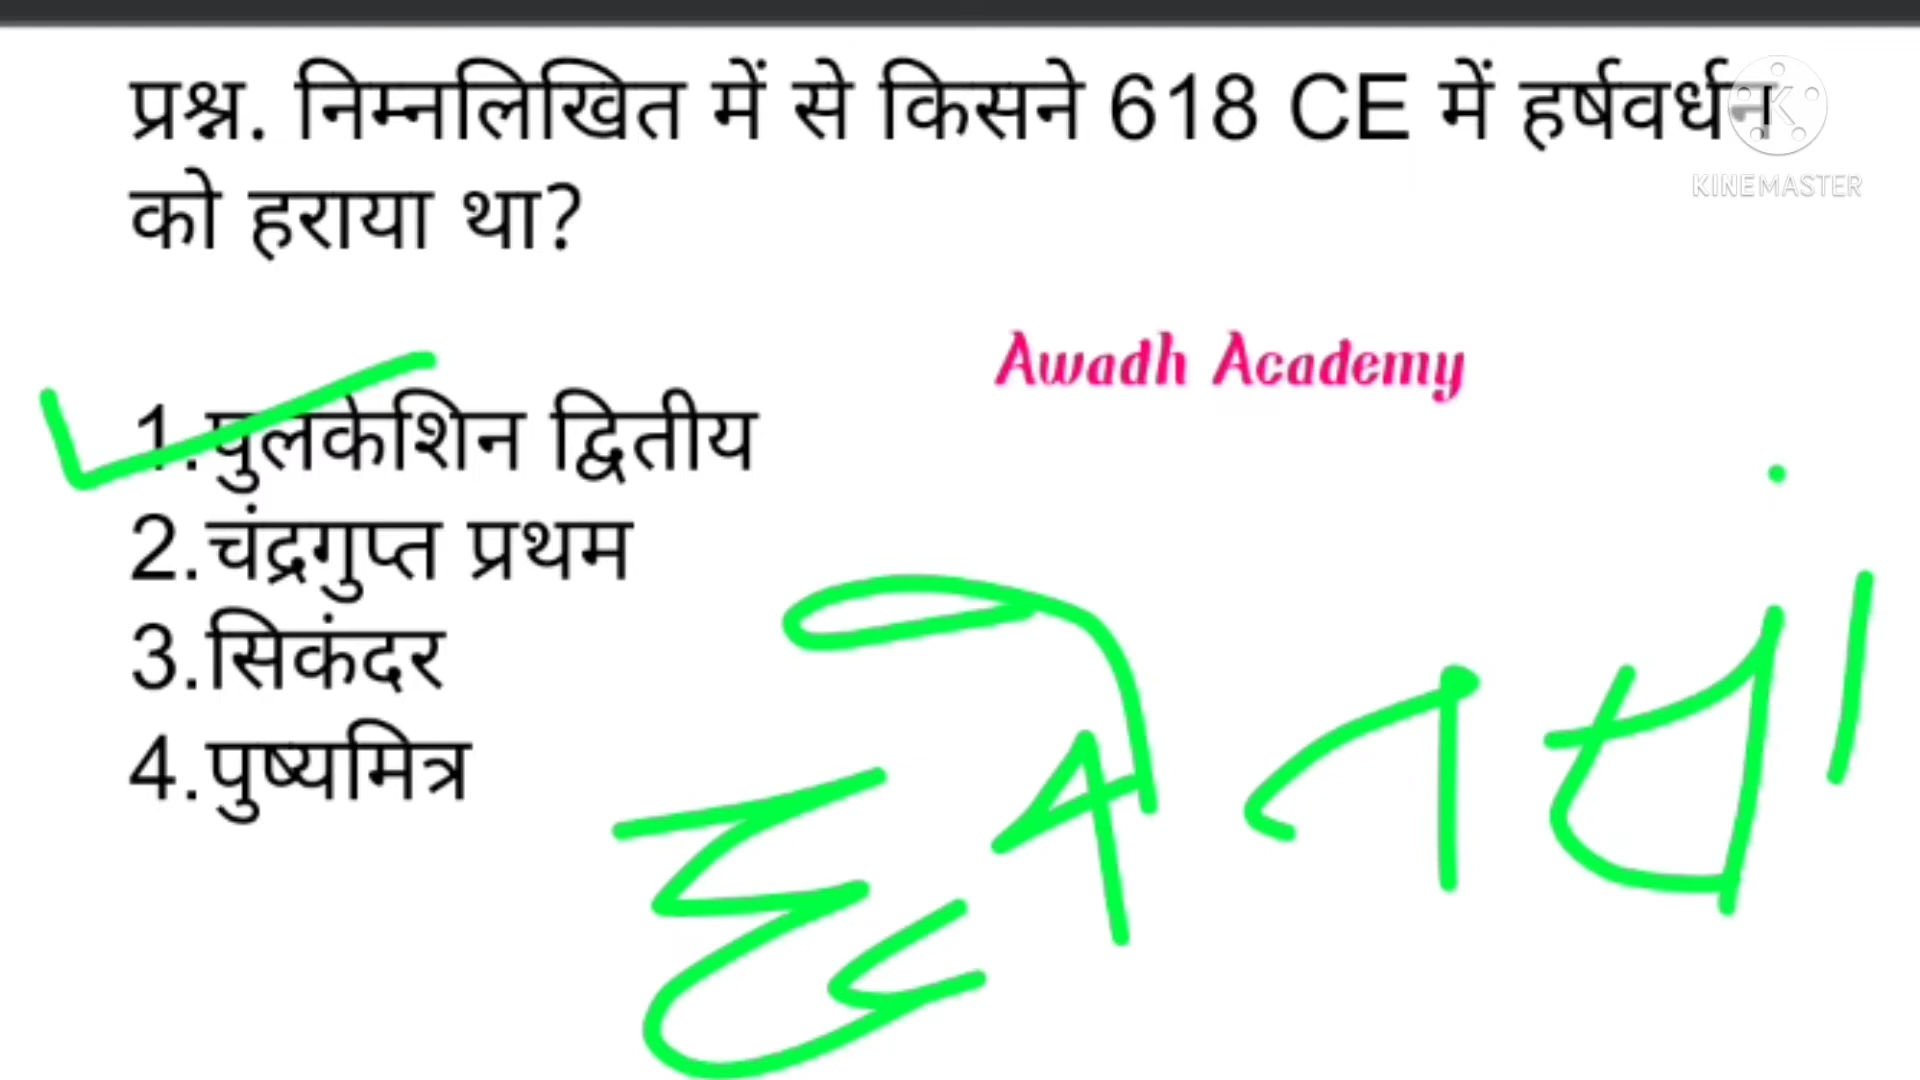 प्रश्न. निम्नलिखित में से किसने 618 CE में हर्षवर्धन
को हराया था?
KINEMASTER
Awadh Academy
1.पुलकेशिन द्वितीय
2.चंद्रगुप्त प्रथम
3.सिकंदर
4.पुष्यमित्र